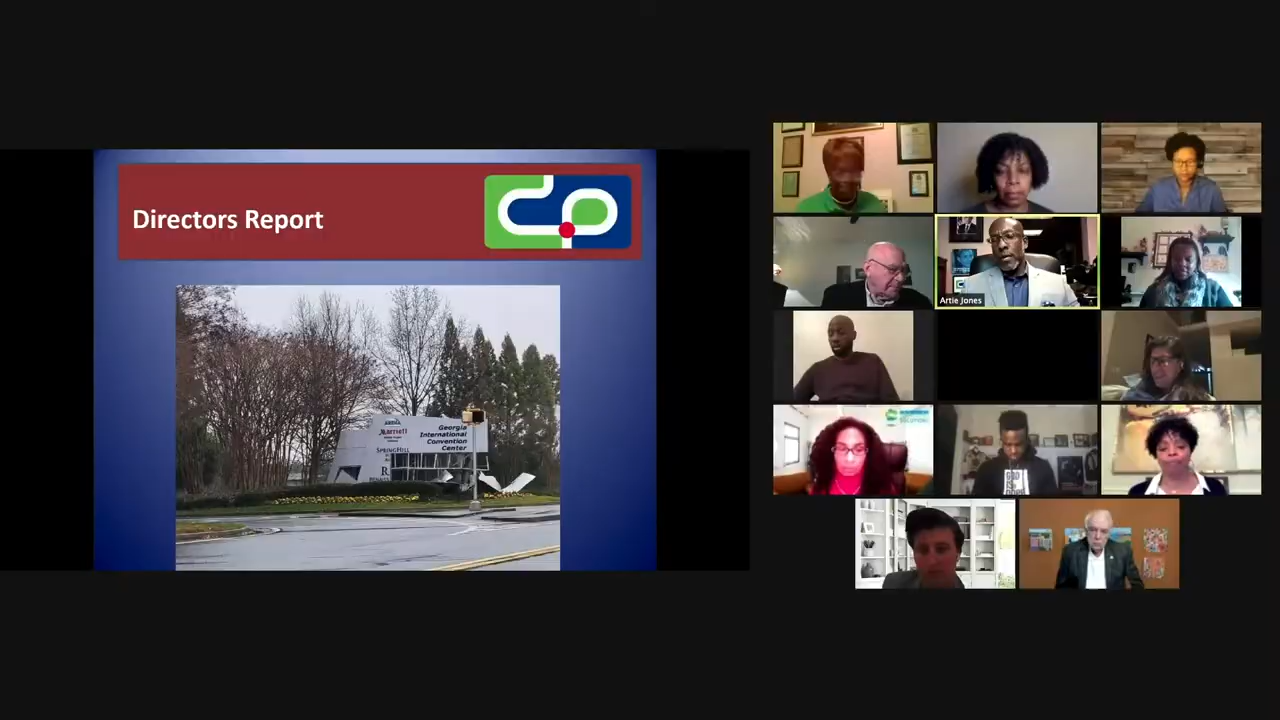 Directors Report
Marriott
SPRINGHILL
Georgia
International
Convention
Center
Artie Jones